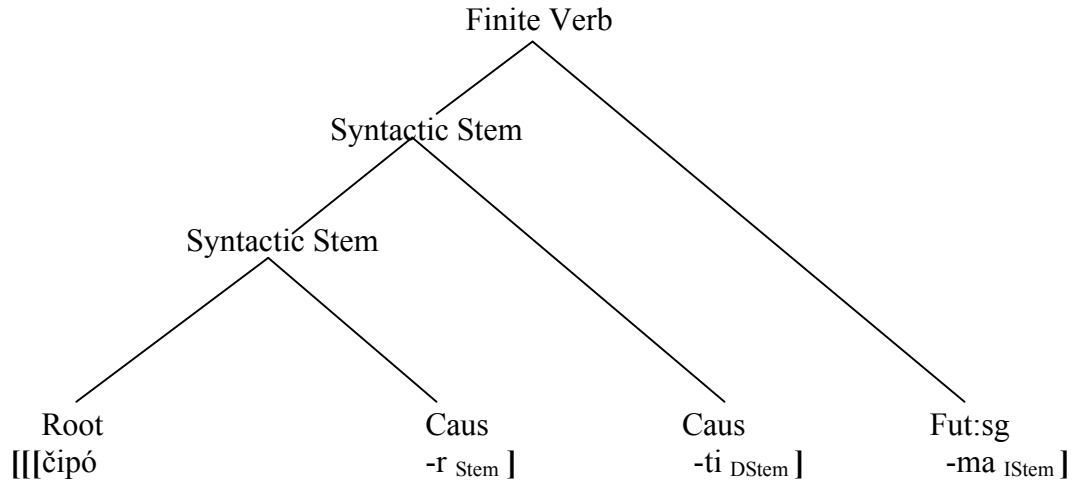 Finite Verb
Syntactic Stem
Syntactic Stem
Root Caus Caus Fut:sg
[[[čipó -r Stem ] -ti DStem ] -ma IStem ]